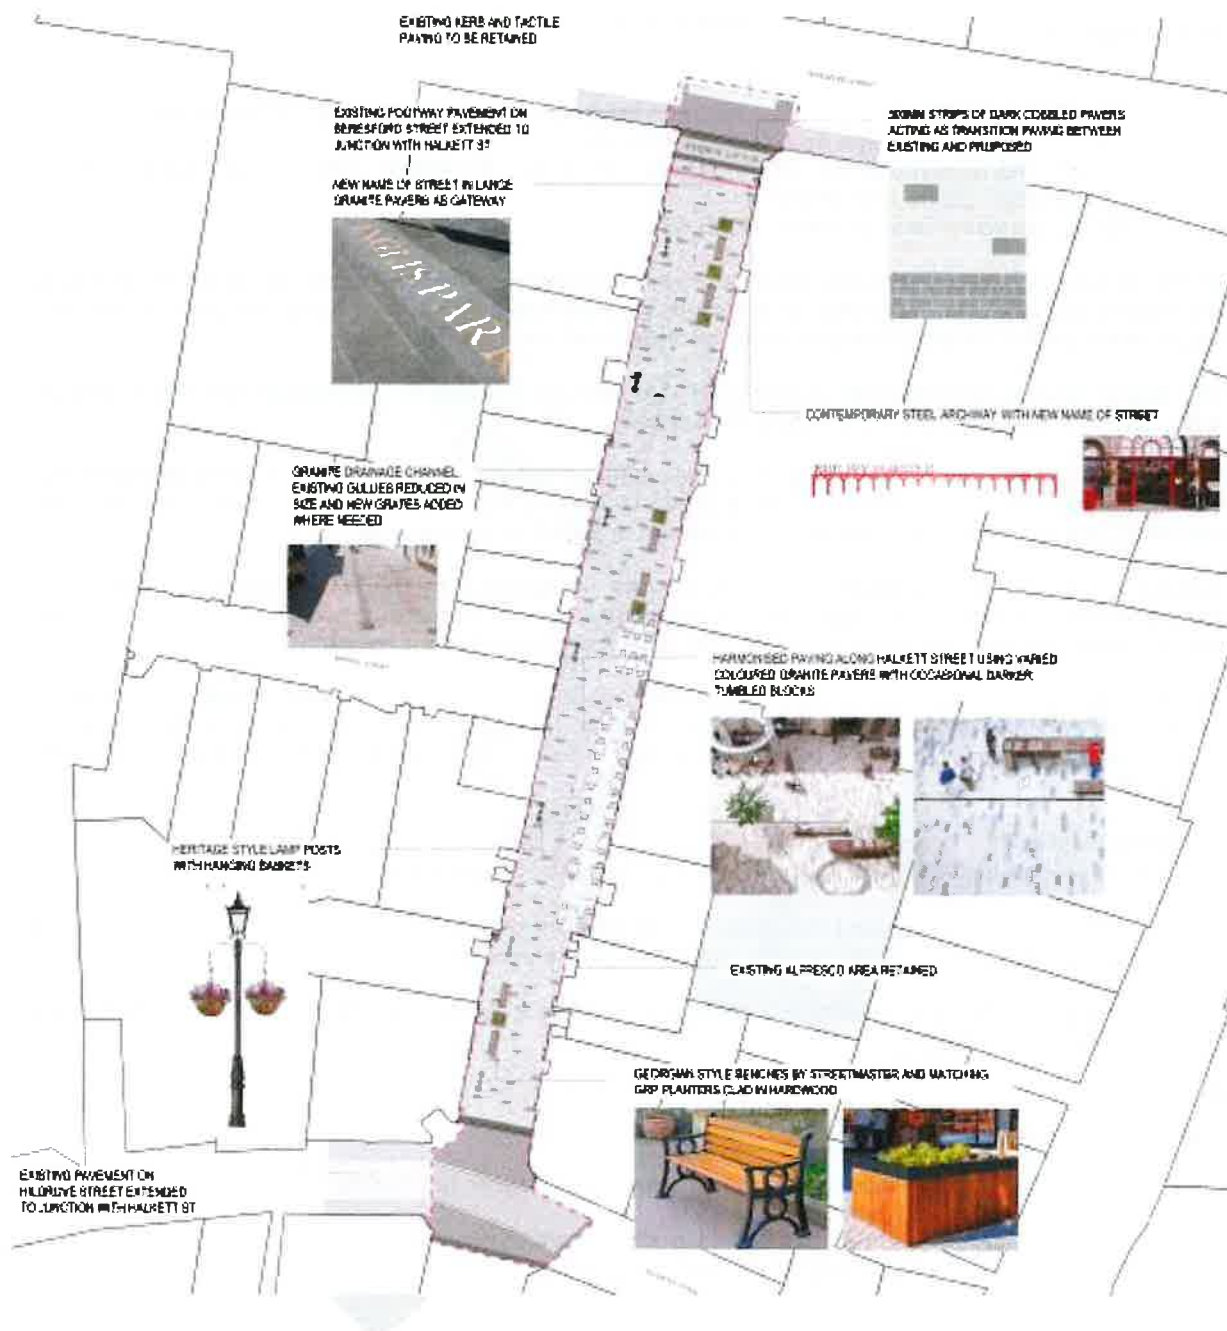 EXISTING KERB AND TACTILE
PAVING TO BE RETAINED
EXISTING FOOTWAY PAVEMENT ON
BERESFORD STREET EXTENDED TO
JUNCTION WITH HALKETT ST
NEW NAME OF STREET IN LARGE
GRANITE PAVERS AS GATEWAY
300MM STRIPS OF DARK COBBLED PAVERS
ACTING AS TRANSITION PAVING BETWEEN
EXISTING AND PROPOSED
CONTEMPORARY STEEL ARCHWAY WITH NEW NAME OF STREET
GRANITE DRAINAGE CHANNEL
EXISTING GULLIES REDUCED IN
SIZE AND NEW GRATES ADDED
WHERE NEEDED
HARMONISED PAVING ALONG HALKETT STREET USING VARIED
COLOURED GRANITE PAVERS WITH OCCASIONAL DARKER
TUMBLED BLOCKS
HERITAGE STYLE LAMP POSTS
WITH HANGING BASKETS
EXISTING ALFRESCO AREA RETAINED
GEORGIAN STYLE BENCHES BY STREETMASTER AND MATCHING
GRP PLANTERS CLAD IN HARDWOOD
EXISTING PAVEMENT ON
HILGROVE STREET EXTENDED
TO JUNCTION WITH HALKETT ST